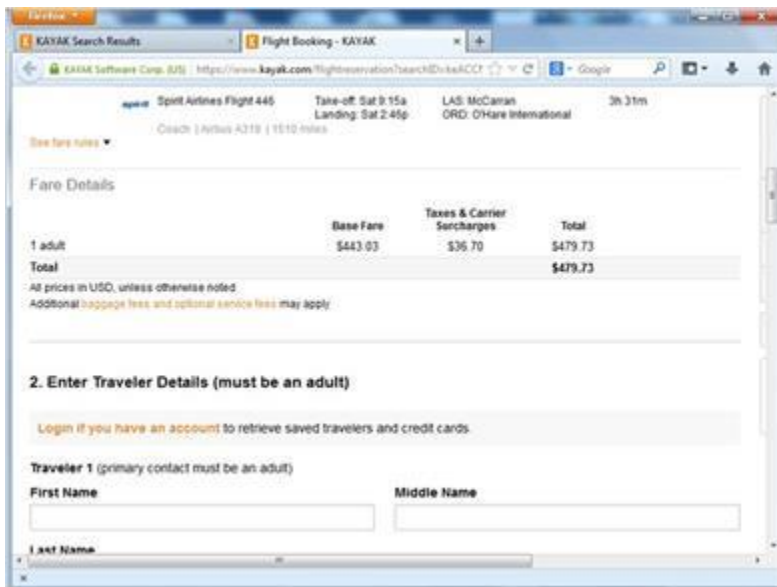 Firefox
KAYAK Search Results
Flight Booking - KAYAK
KAYAK Software Corp. (US) https://www.kayak.com/flightreservation?
Google
spirit Spirit Airlines Flight 446 Take-off: Sat 9:15a LAS: McCarran 3h 31m
Landing: Sat 2:46p ORD: O'Hare International
Coach | Airbus A319 | 1510 miles
See fare rules
Fare Details
Base Fare Taxes & Carrier Surcharges Total
1 adult $443.03 $36.70 $479.73
Total $479.73
All prices in USD, unless otherwise noted
Additional baggage fees and optional service fees may apply
2. Enter Traveler Details (must be an adult)
Login if you have an account to retrieve saved travelers and credit cards
Traveler 1 (primary contact must be an adult)
First Name Middle Name
Last Name